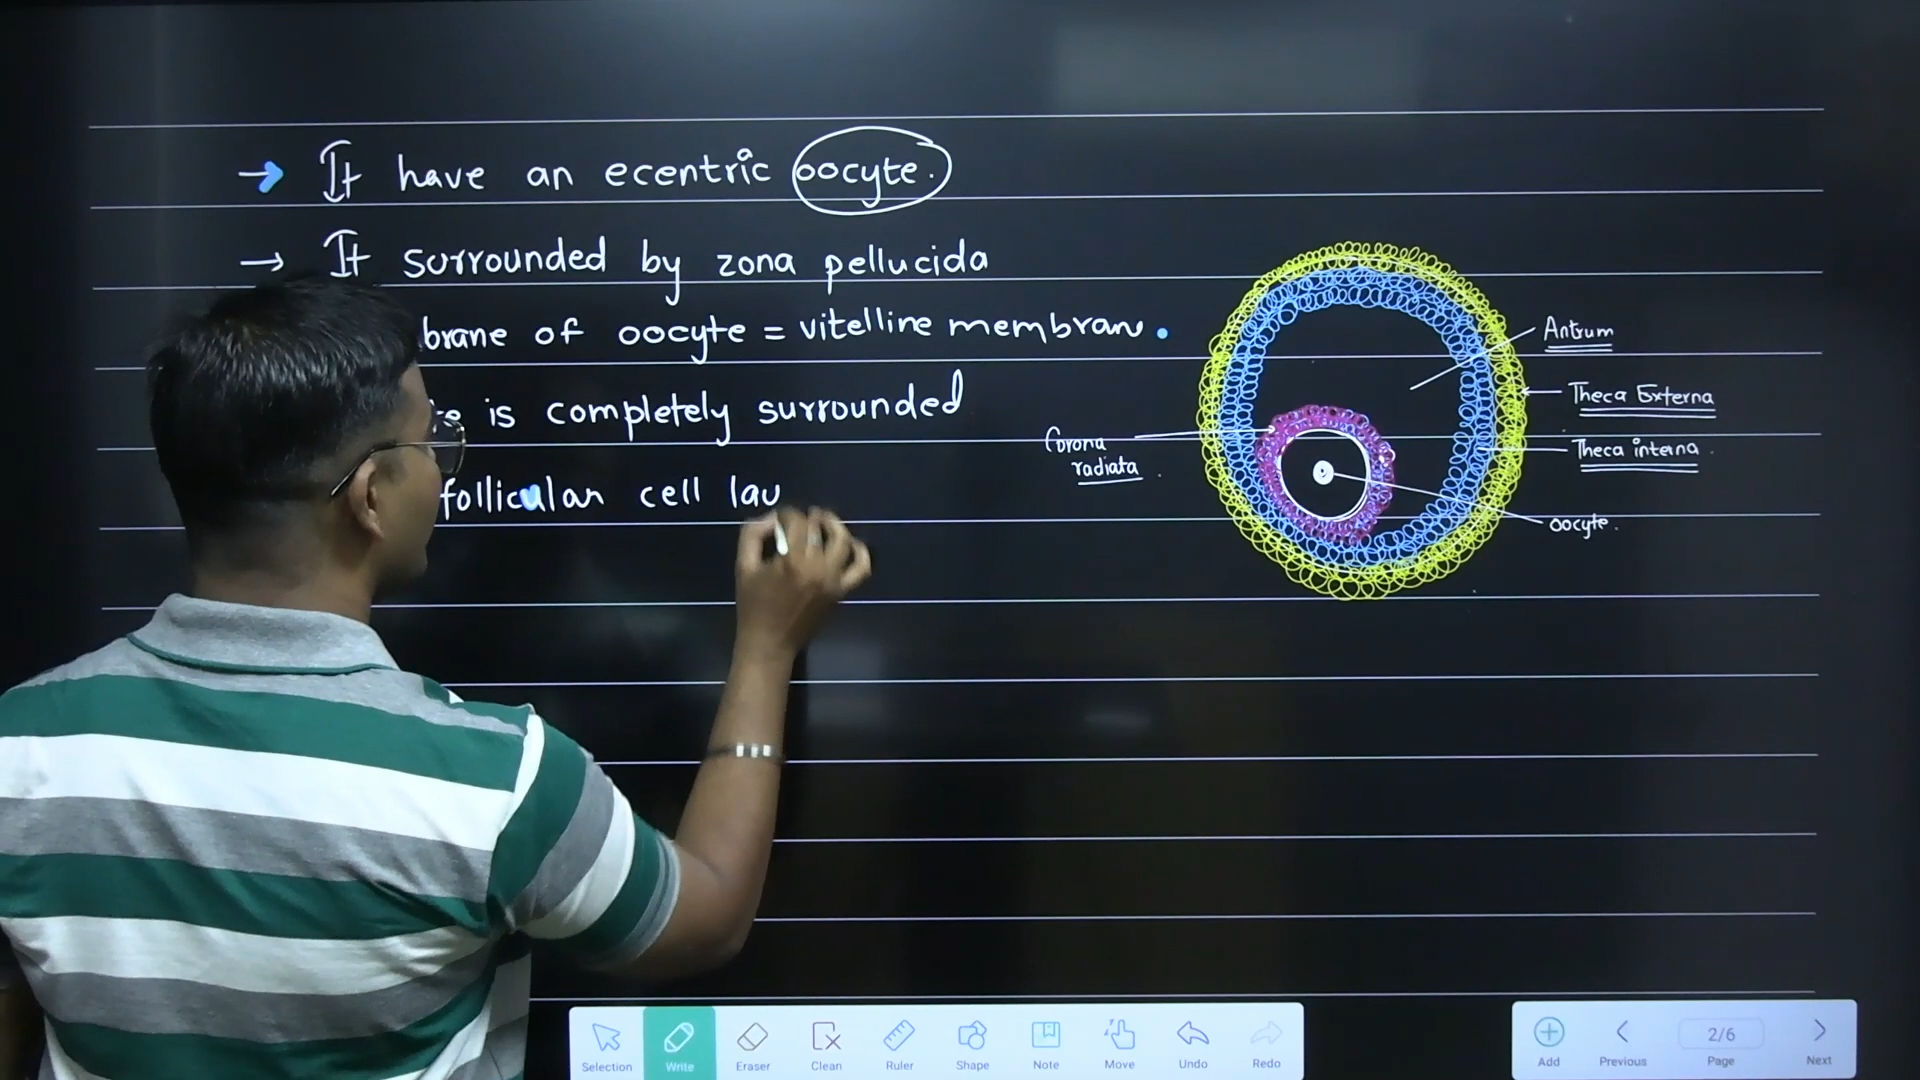 → It have an ecentric oocyte.
→ It surrounded by zona pellucida
brane of oocyte = vitelline membran.
is completely surrounded
follicular cell lay
Antrum
Theca Externa
Corona
radiata
Theca interna
oocyte.
Selection
Write
Eraser
Clean
Ruler
Shape
Note
Move
Undo
Redo
Add
Previous
2/6
Page
Next